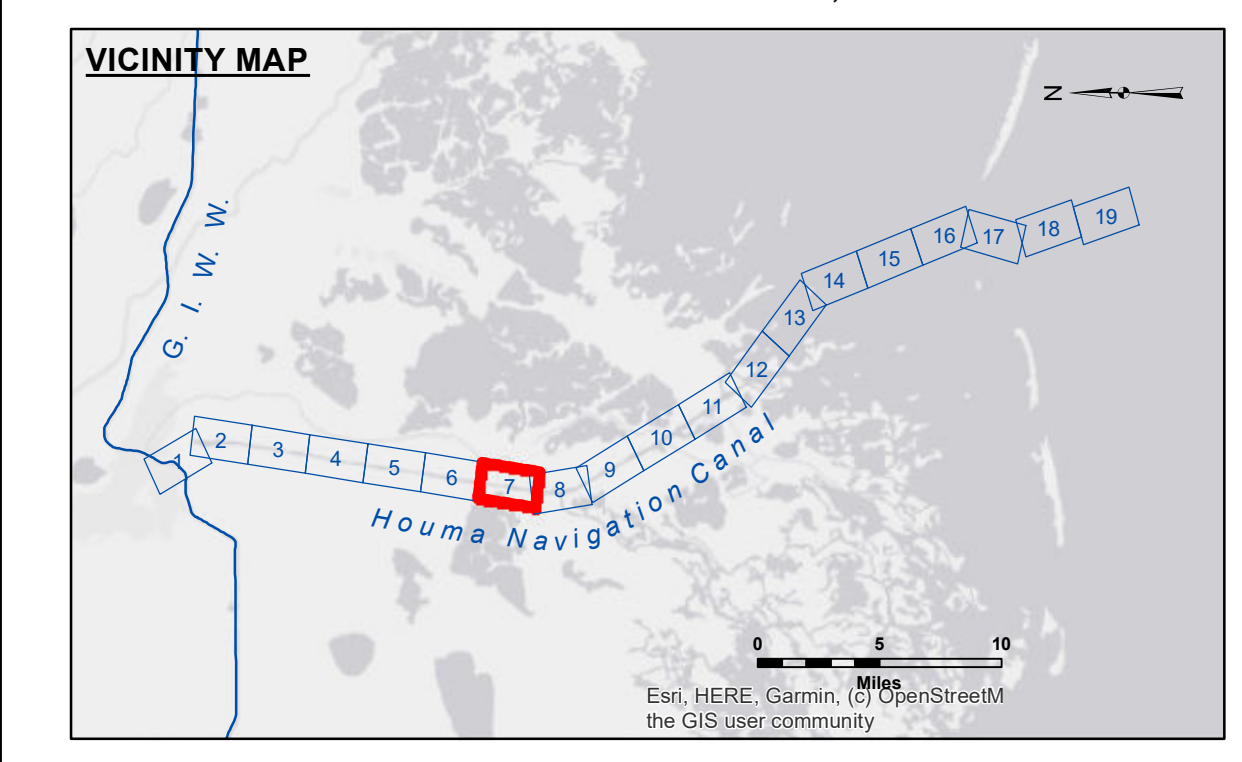 VICINITY MAP
N
G. I. W. W.
1
2
3
4
5
6
7
8
9
10
11
12
13
14
15
16
17
18
19
Houma Navigation Canal
0 5 10
Miles
Esri, HERE, Garmin, (c) OpenStreetM
the GIS user community